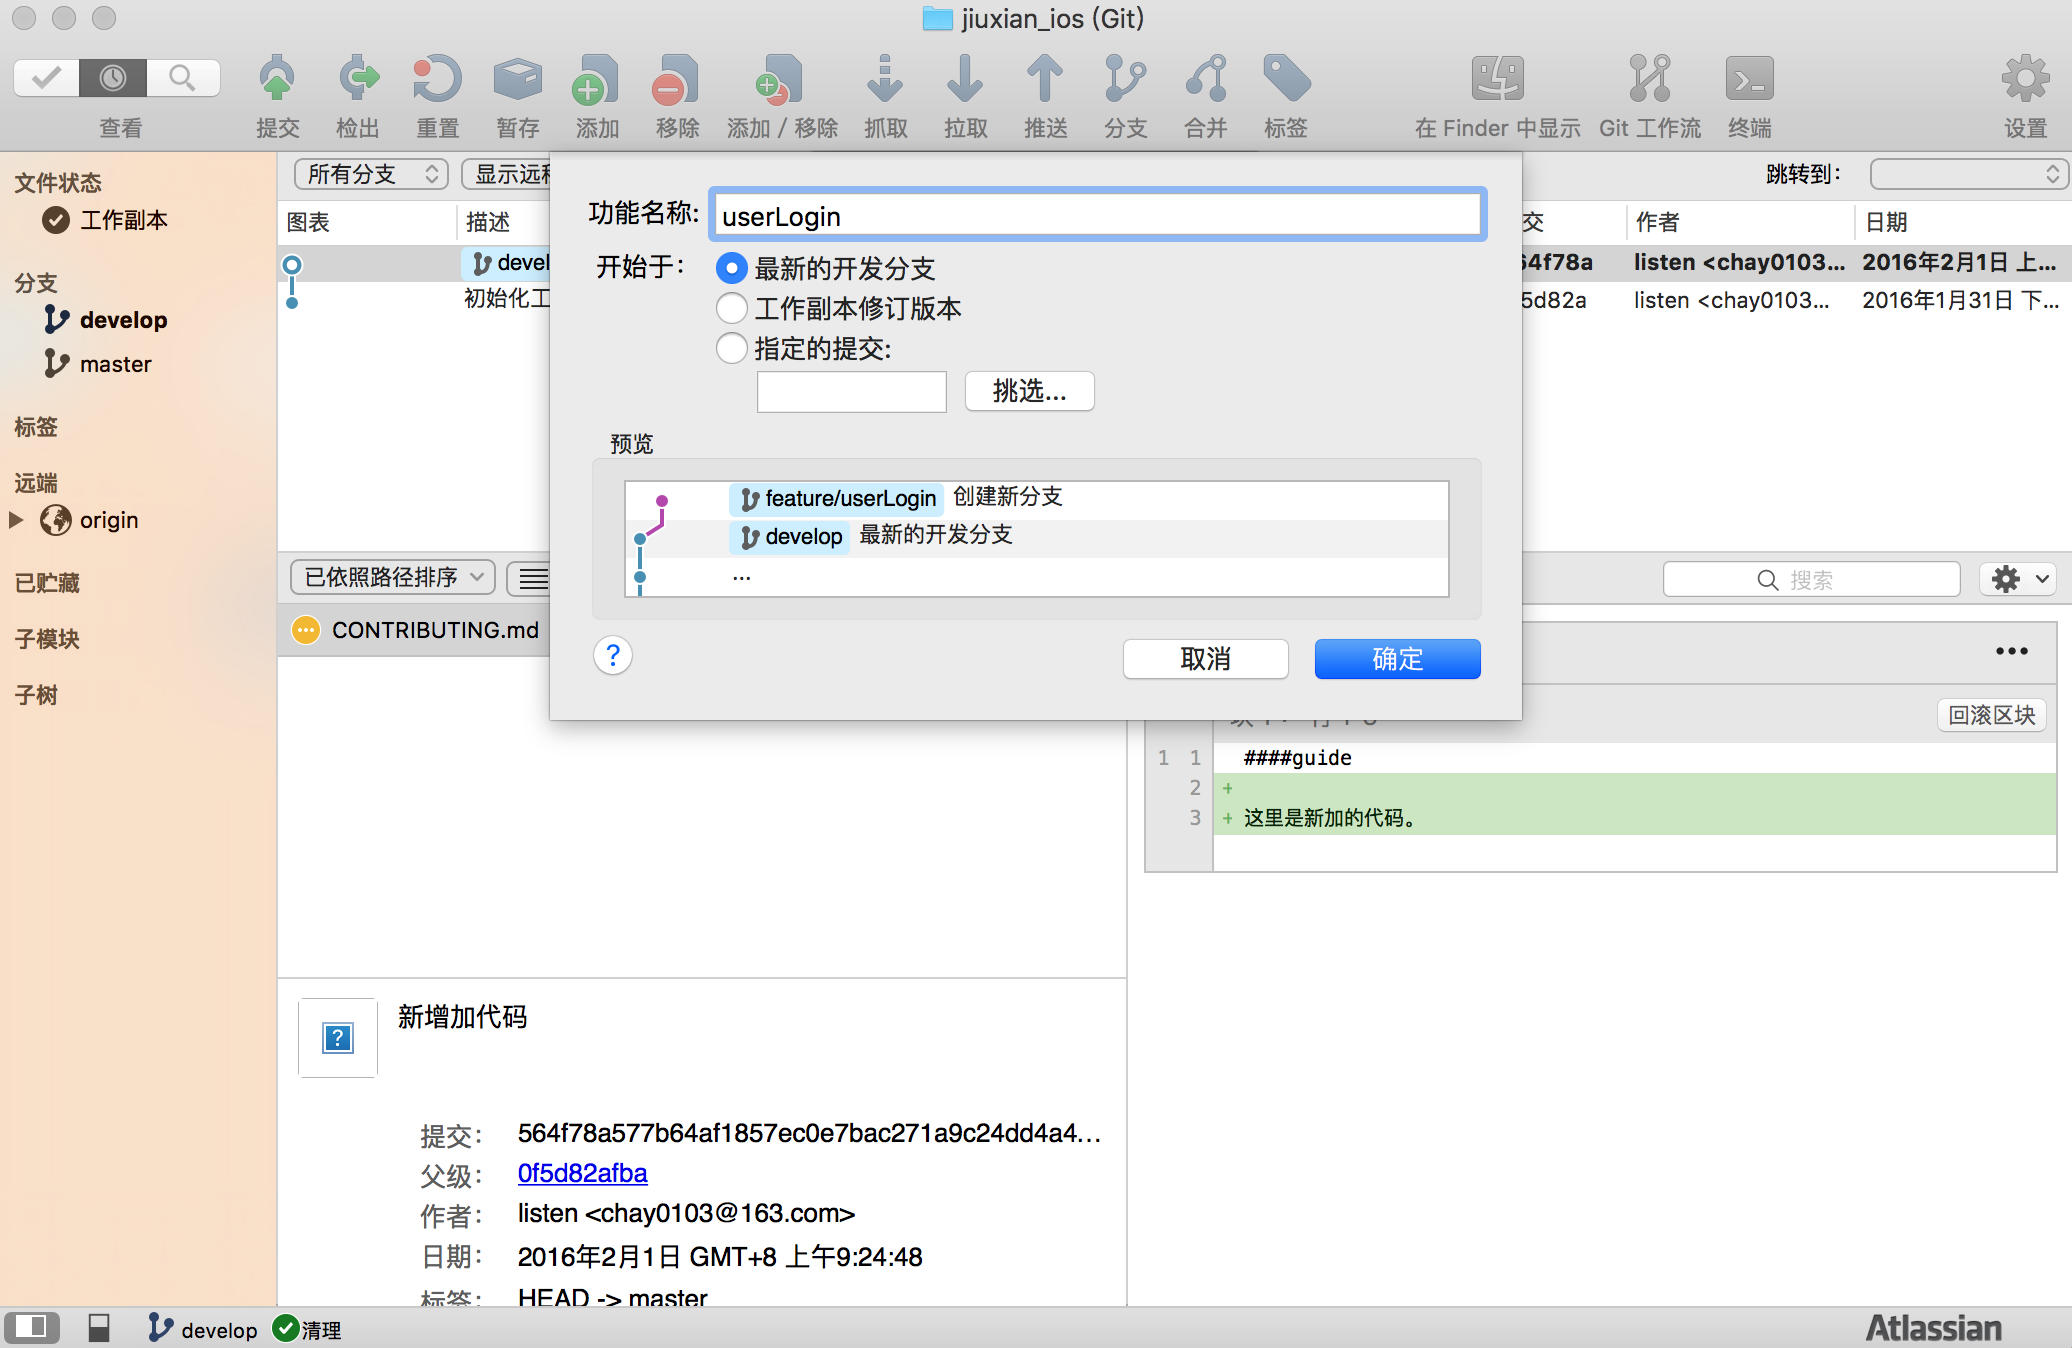 jiuxian_ios (Git)
查看
提交
检出
重置
暂存
添加
移除
添加 / 移除
抓取
拉取
推送
分支
合并
标签
在 Finder 中显示
Git 工作流
终端
设置
文件状态
工作副本
分支
develop
master
标签
远端
origin
已贮藏
子模块
子树
所有分支
显示远
跳转到：
图表
描述
交
作者
日期
devel
64f78a
listen <chay0103...
2016年2月1日 上...
初始化工
5d82a
listen <chay0103...
2016年1月31日 下...
功能名称:
userLogin
开始于：
最新的开发分支
工作副本修订版本
指定的提交:
挑选...
预览
feature/userLogin 创建新分支
develop 最新的开发分支
...
?
取消
确定
已依照路径排序
搜索
CONTRIBUTING.md
回滚区块
1 1 ####guide
2 +
3 + 这里是新加的代码。
?
新增加代码
提交： 564f78a577b64af1857ec0e7bac271a9c24dd4a4...
父级： 0f5d82afba
作者： listen <chay0103@163.com>
日期： 2016年2月1日 GMT+8 上午9:24:48
标签： HEAD -> master
develop
清理
Atlassian